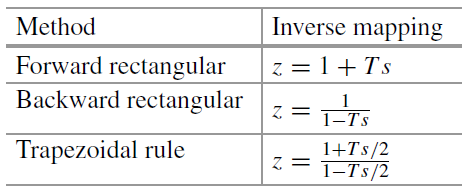 Method Inverse mapping
Forward rectangular z = 1 + Ts
Backward rectangular z = 1/(1−Ts)
Trapezoidal rule z = (1+Ts/2)/(1−Ts/2)